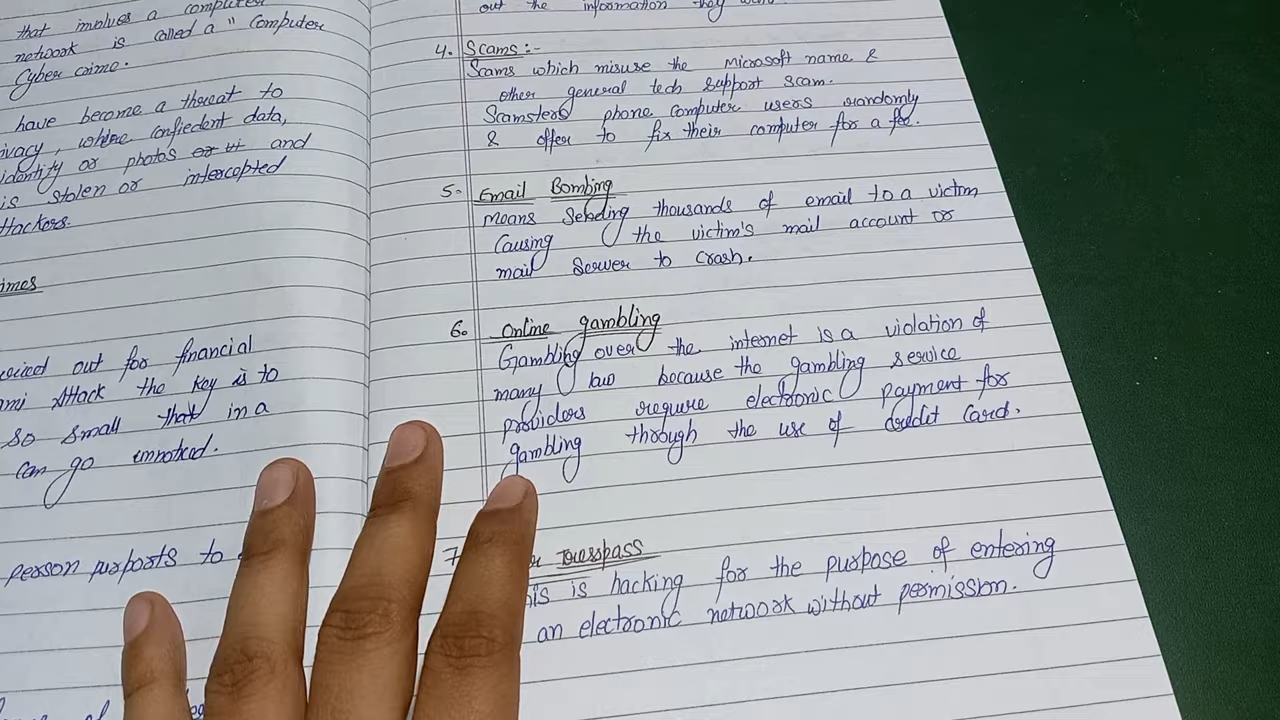 that involves a computer
network is called a " Computer
Cyber crime.
have become a threat to
ivacy, where confiedent data,
identity or photos and
is stolen or intercepted
Hackers.
imes
out for financial
ami Attack the key is to
so small that in a
can go unnoticed.
person purports to
out the information they
4. Scams:-
Scams which misuse the Microsoft name &
other general tech support scam.
Scamsters phone computer users randomly
& offer to fix their computer for a fee.
5. Email Bombing
Means Sending thousands of email to a victim,
Causing the victim's mail account or
mail Server to Crash.
6. Online gambling
Gambling over the internet is a violation of
many law because the gambling service
providers require electronic payment for
gambling through the use of credit Card.
7. Tresspass
his is hacking for the purpose of entering
an electronic network without permission.